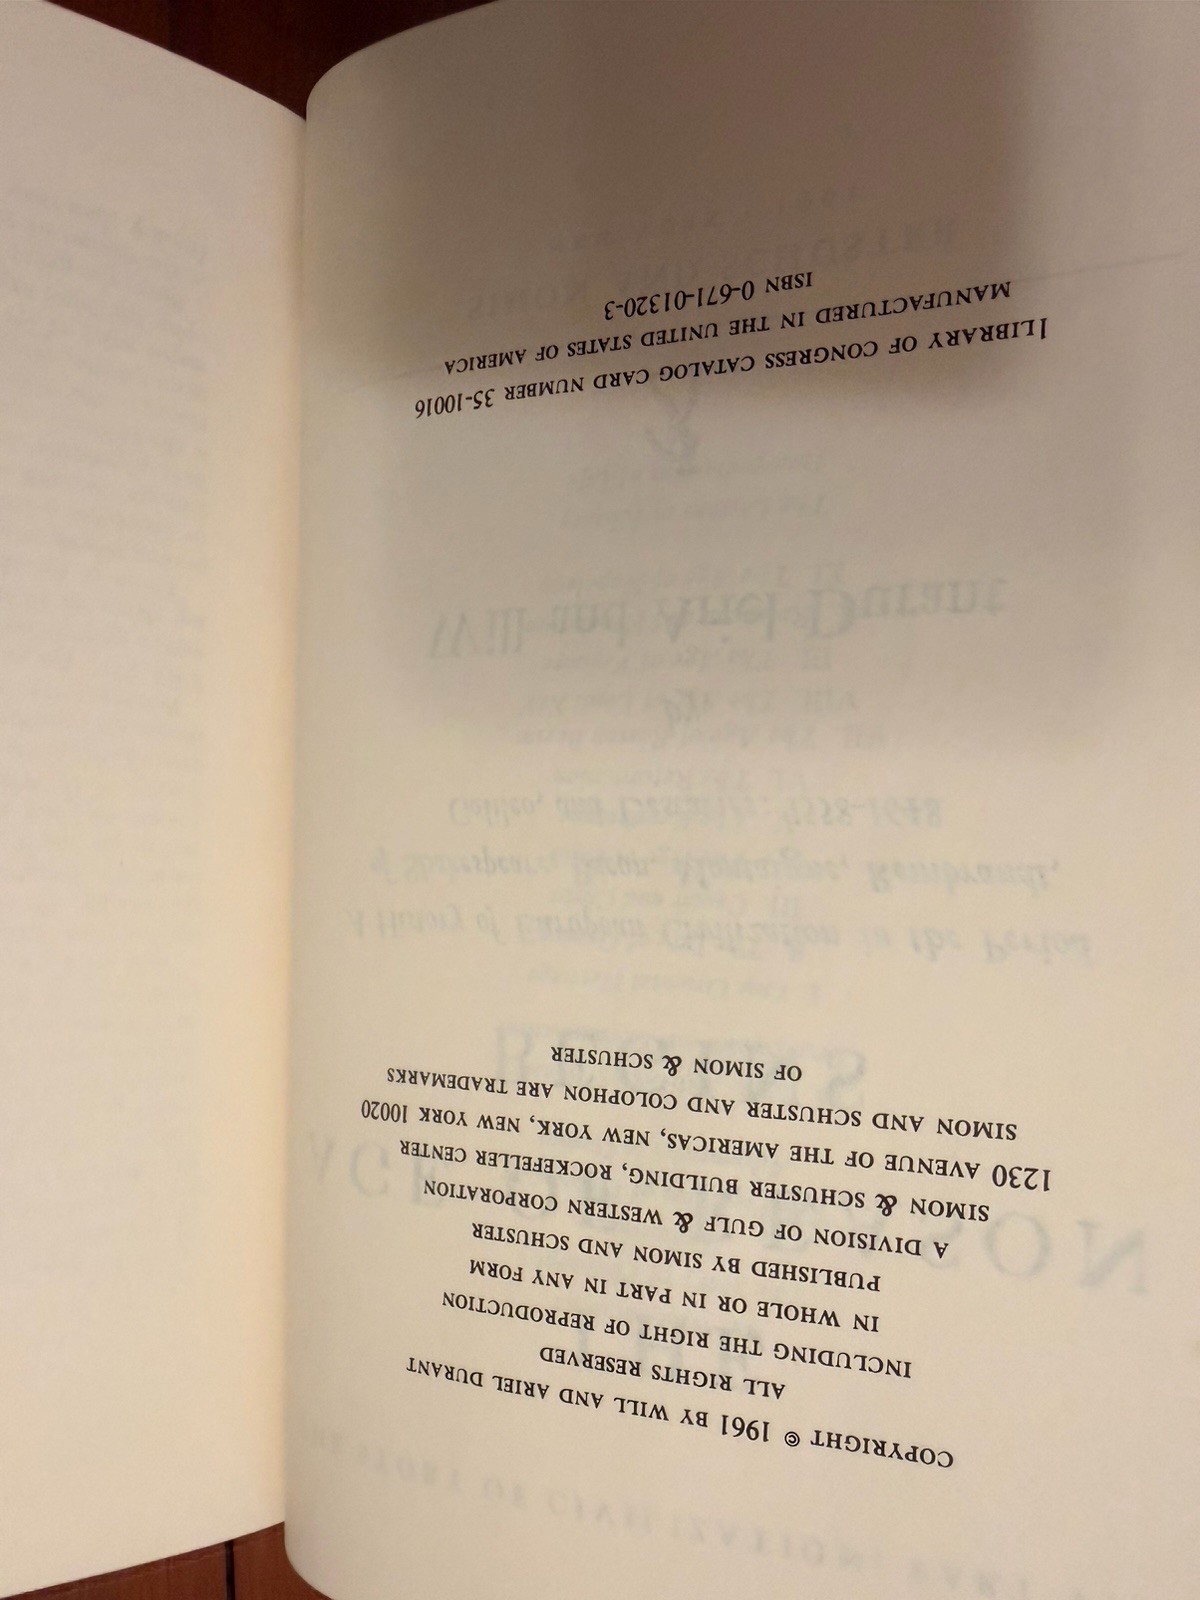 COPYRIGHT © 1961 BY WILL AND ARIEL DURANT
ALL RIGHTS RESERVED
INCLUDING THE RIGHT OF REPRODUCTION
IN WHOLE OR IN PART IN ANY FORM
PUBLISHED BY SIMON AND SCHUSTER
A DIVISION OF GULF & WESTERN CORPORATION
SIMON & SCHUSTER BUILDING, ROCKEFELLER CENTER
1230 AVENUE OF THE AMERICAS, NEW YORK, NEW YORK 10020
SIMON AND SCHUSTER AND COLOPHON ARE TRADEMARKS
OF SIMON & SCHUSTER
LIBRARY OF CONGRESS CATALOG CARD NUMBER 35-10016
MANUFACTURED IN THE UNITED STATES OF AMERICA
ISBN 0-671-01320-3